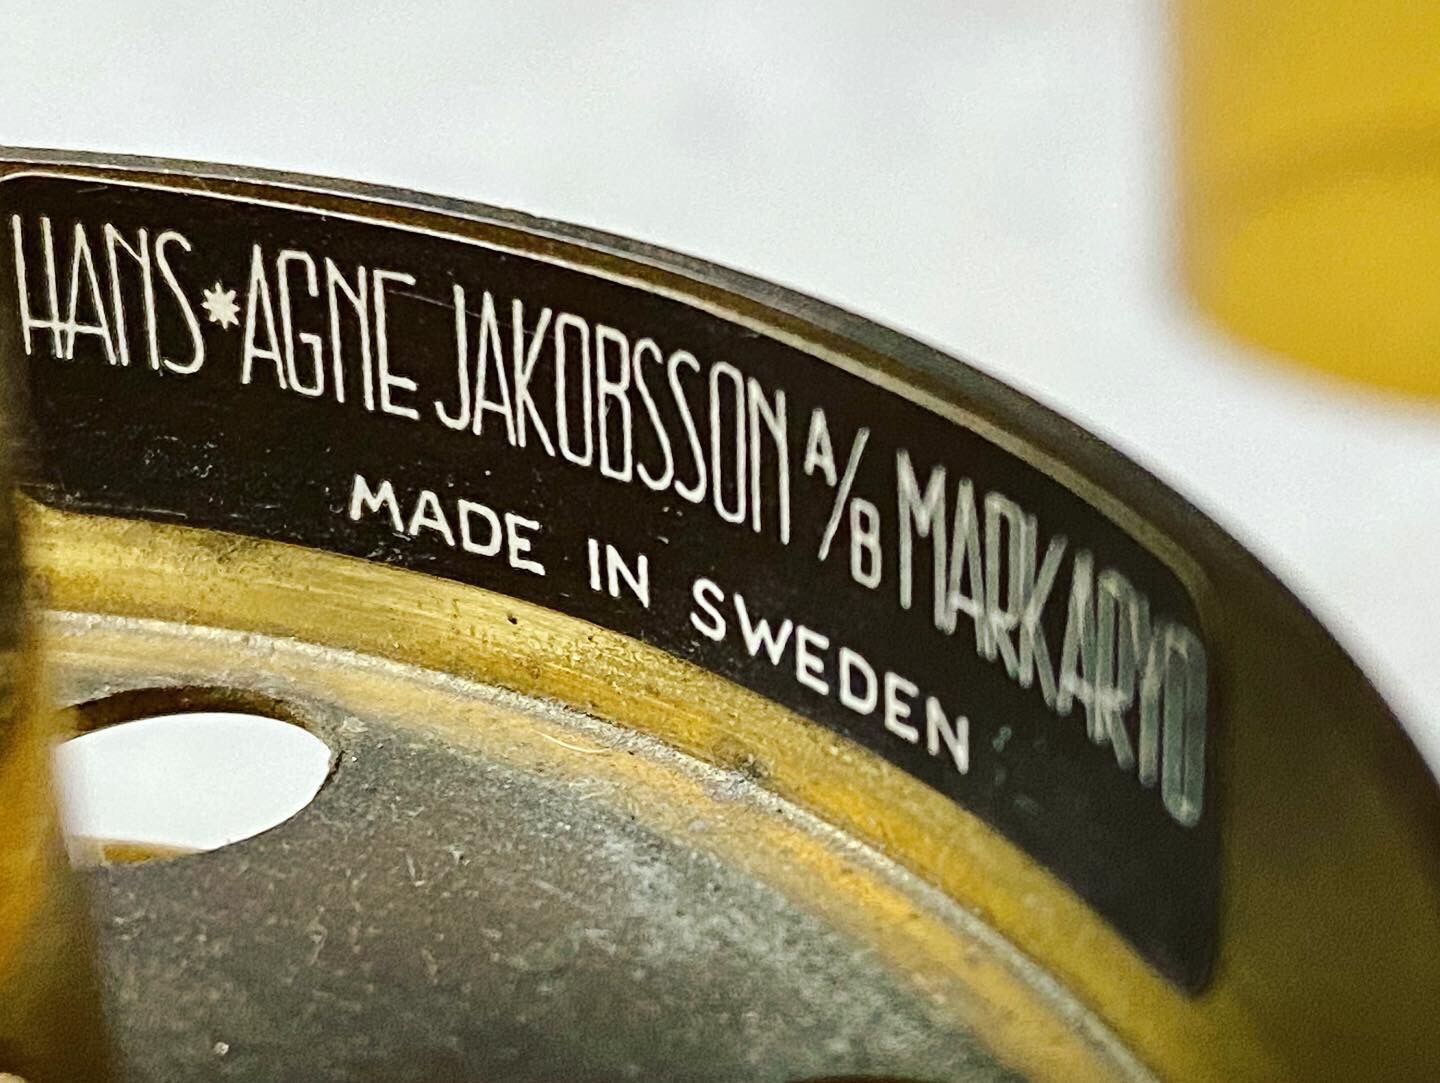 HANS*AGNE JAKOBSSON A/B MARKARYD
MADE IN SWEDEN